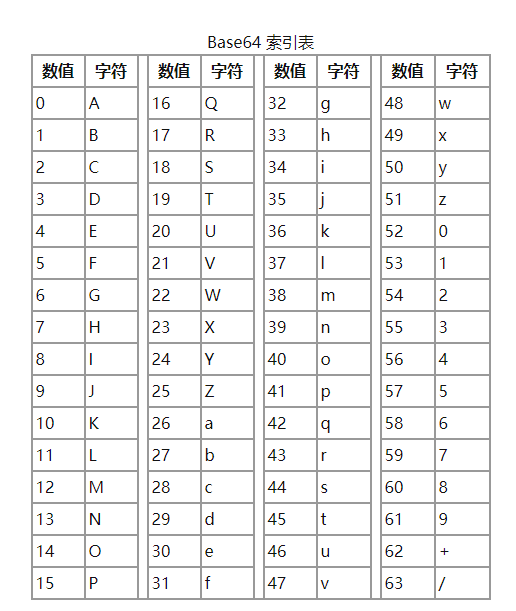 Base64 索引表
数值 字符 数值 字符 数值 字符 数值 字符
0 A 16 Q 32 g 48 w
1 B 17 R 33 h 49 x
2 C 18 S 34 i 50 y
3 D 19 T 35 j 51 z
4 E 20 U 36 k 52 0
5 F 21 V 37 l 53 1
6 G 22 W 38 m 54 2
7 H 23 X 39 n 55 3
8 I 24 Y 40 o 56 4
9 J 25 Z 41 p 57 5
10 K 26 a 42 q 58 6
11 L 27 b 43 r 59 7
12 M 28 c 44 s 60 8
13 N 29 d 45 t 61 9
14 O 30 e 46 u 62 +
15 P 31 f 47 v 63 /